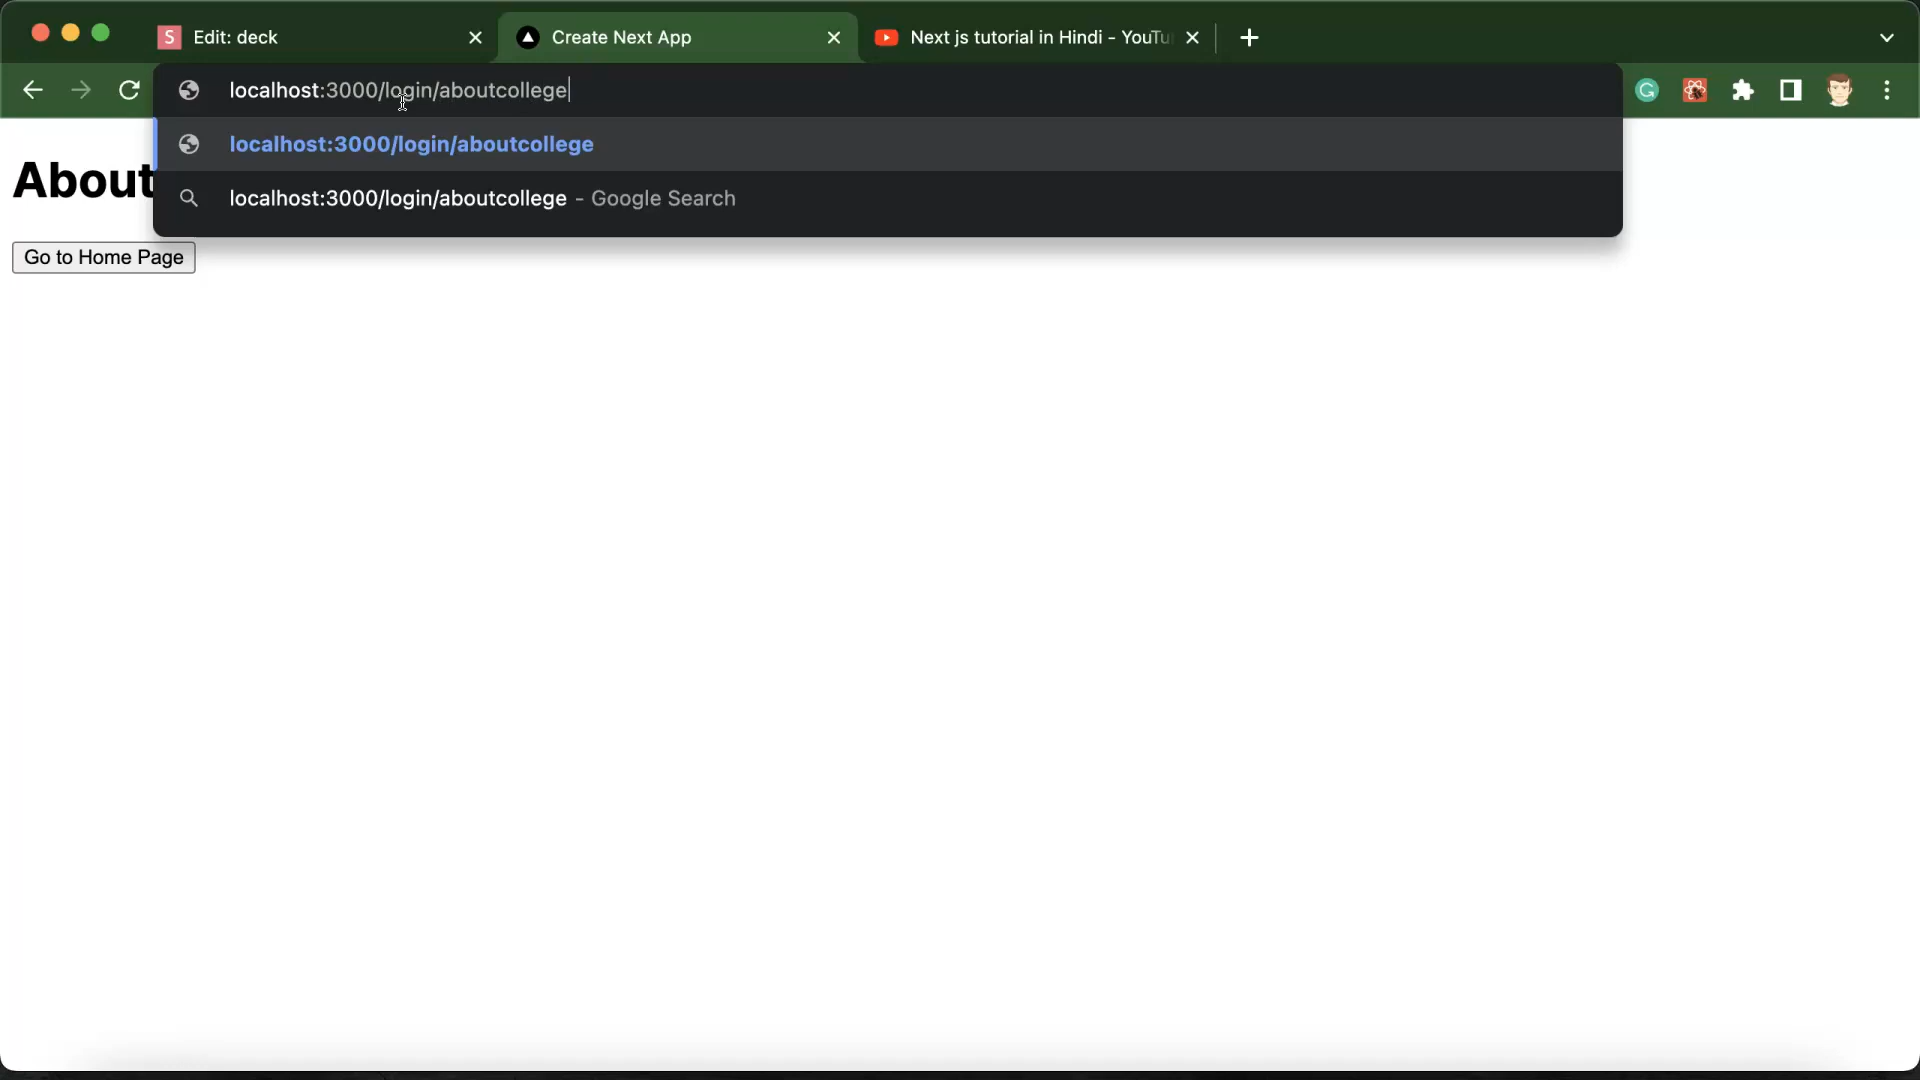 S Edit: deck
Create Next App
Next js tutorial in Hindi - YouTu
localhost:3000/login/aboutcollege
localhost:3000/login/aboutcollege
localhost:3000/login/aboutcollege - Google Search
About
Go to Home Page